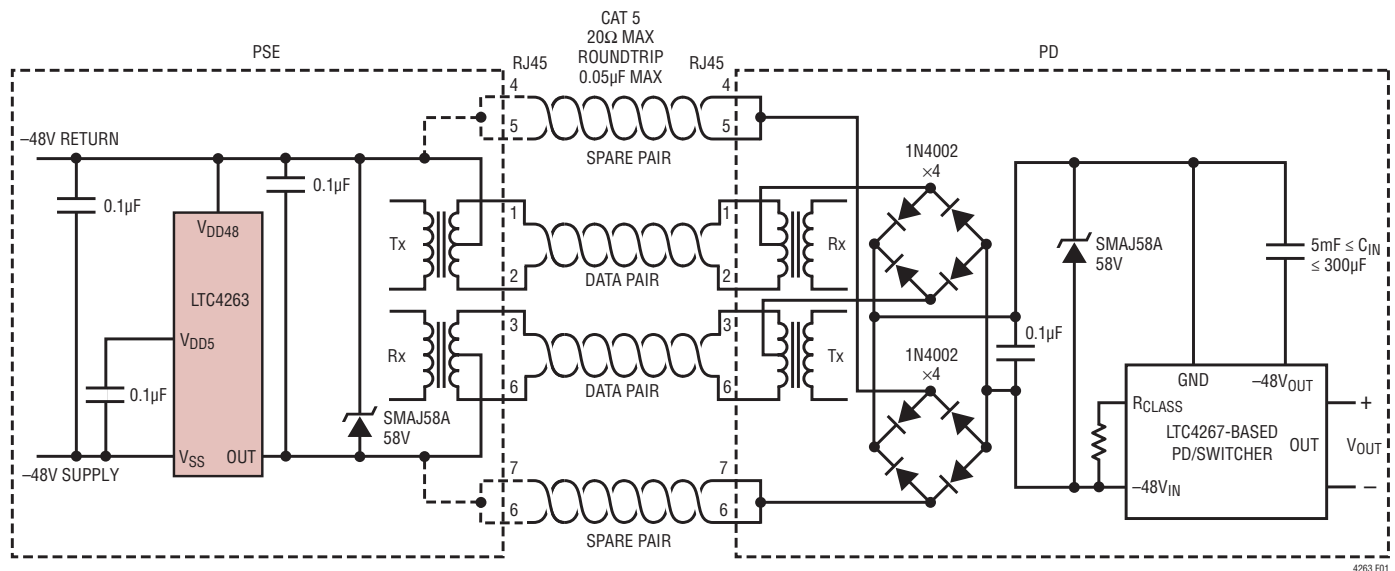 CAT 5
20Ω MAX
ROUNDTRIP
0.05µF MAX
PSE
PD
RJ45
RJ45
4
4
5
5
SPARE PAIR
–48V RETURN
0.1µF
0.1µF
VDD48
LTC4263
VDD5
0.1µF
VSS
OUT
–48V SUPPLY
SMAJ58A
58V
Tx
1
1
Rx
2
2
DATA PAIR
Rx
3
3
Tx
6
6
DATA PAIR
7
7
6
6
SPARE PAIR
1N4002
×4
1N4002
×4
0.1µF
SMAJ58A
58V
5mF ≤ CIN
≤ 300µF
GND
–48VOUT
RCLASS
LTC4267-BASED
PD/SWITCHER
OUT
–48VIN
+
VOUT
–
4263 F01